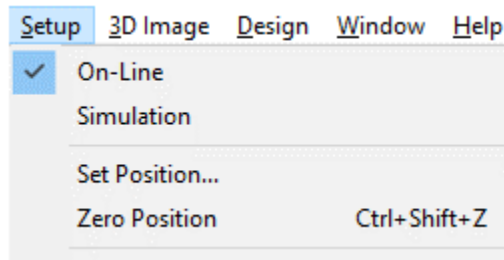 Setup 3D Image Design Window Help
On-Line
Simulation
Set Position...
Zero Position Ctrl+Shift+Z